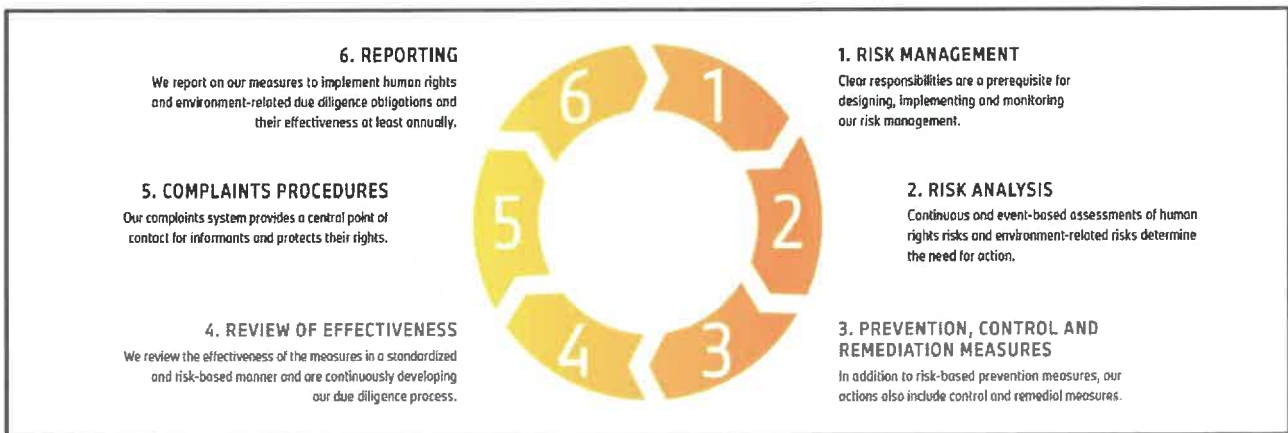 1. RISK MANAGEMENT
Clear responsibilities are a prerequisite for
designing, implementing and monitoring
our risk management.
2. RISK ANALYSIS
Continuous and event-based assessments of human
rights risks and environment-related risks determine
the need for action.
3. PREVENTION, CONTROL AND
REMEDIATION MEASURES
In addition to risk-based prevention measures, our
actions also include control and remedial measures.
4. REVIEW OF EFFECTIVENESS
We review the effectiveness of the measures in a standardized
and risk-based manner and are continuously developing
our due diligence process.
5. COMPLAINTS PROCEDURES
Our complaints system provides a central point of
contact for informants and protects their rights.
6. REPORTING
We report on our measures to implement human rights
and environment-related due diligence obligations and
their effectiveness at least annually.
1
2
3
4
5
6